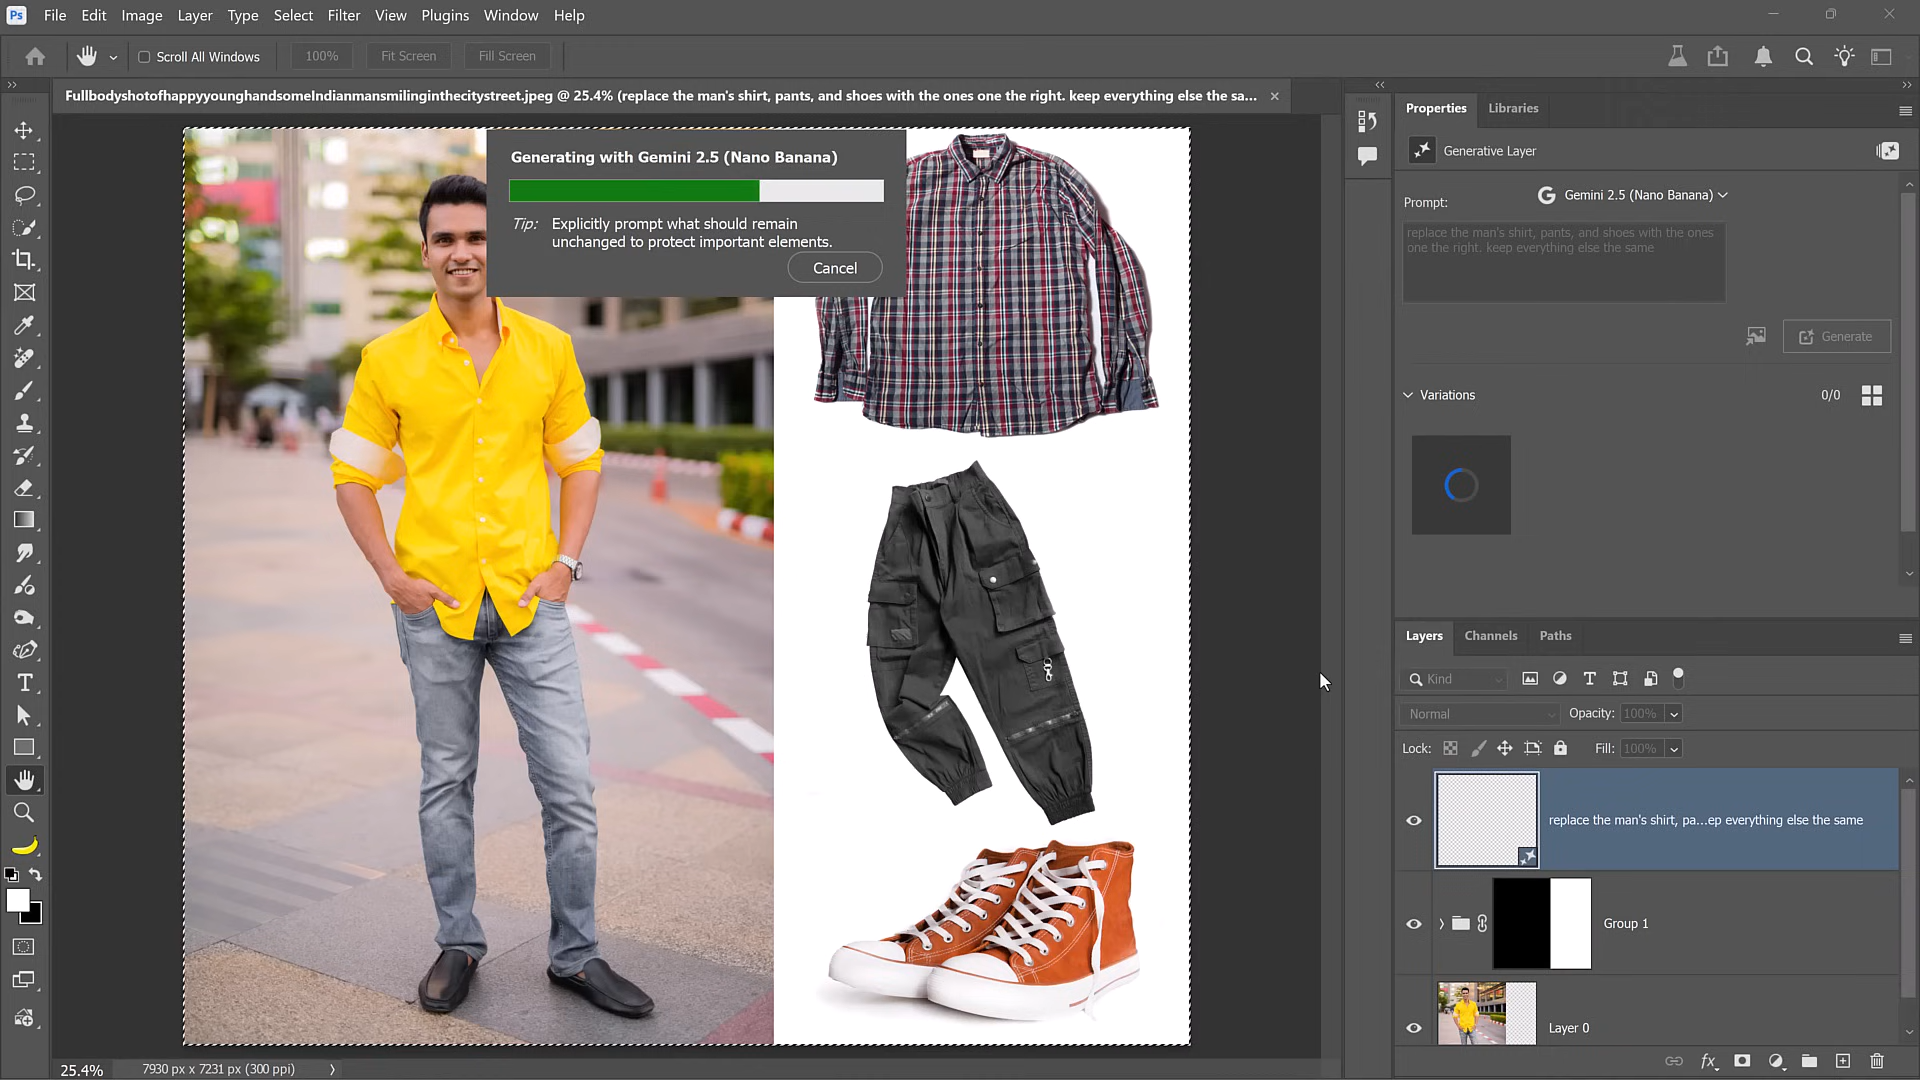 Ps File Edit Image Layer Type Select Filter View Plugins Window Help
Scroll All Windows 100% Fit Screen Fill Screen
FullbodyshotofhappyyounghandsomeIndianmansmilinginthecitystreet.jpeg @ 25.4% (replace the man's shirt, pants, and shoes with the ones one the right. keep everything else the sa...
Generating with Gemini 2.5 (Nano Banana)
Tip: Explicitly prompt what should remain
unchanged to protect important elements.
Cancel
Properties Libraries
Generative Layer
Prompt: G Gemini 2.5 (Nano Banana)
replace the man's shirt, pants, and shoes with the ones
one the right. keep everything else the same
Generate
Variations 0/0
Layers Channels Paths
Kind
Normal Opacity: 100%
Lock: Fill: 100%
replace the man's shirt, pa...ep everything else the same
Group 1
Layer 0
fx
25.4% 7930 px x 7231 px (300 ppi)